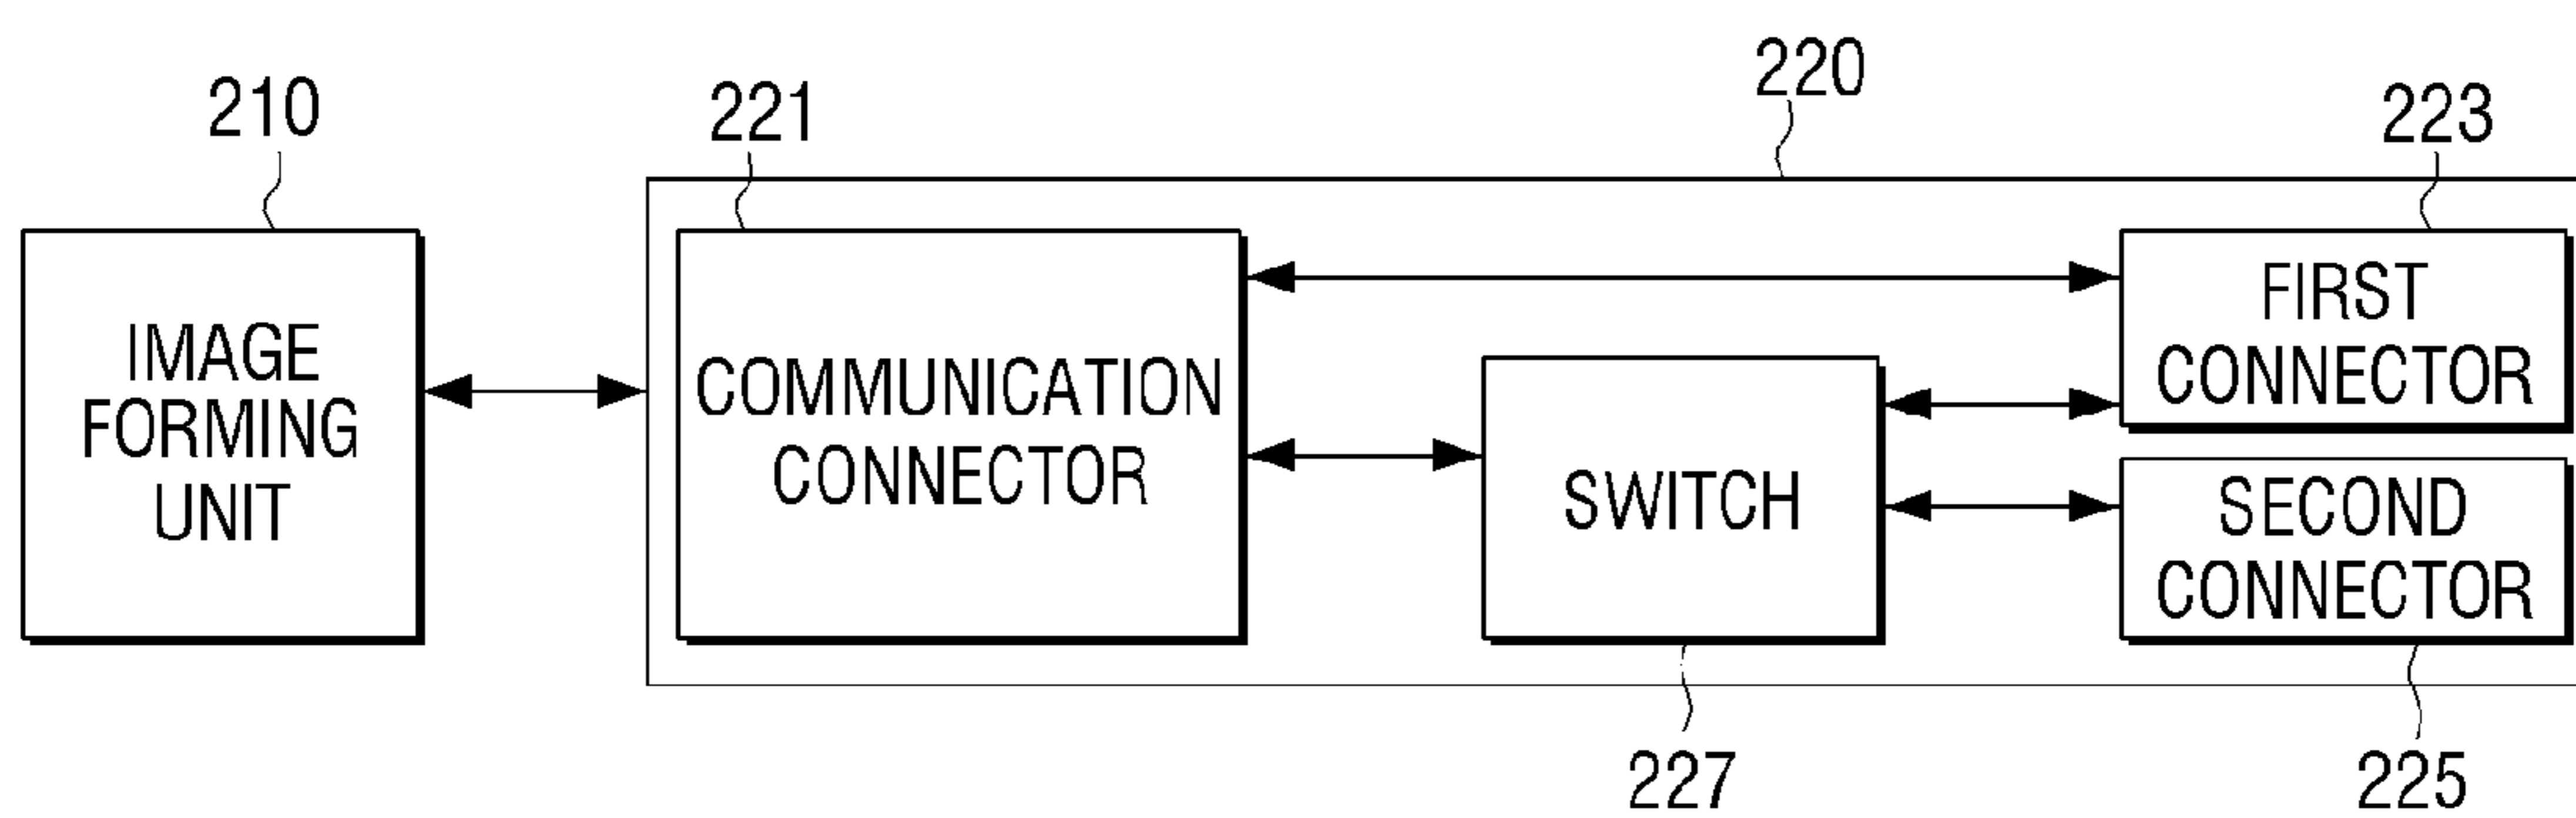 210
221
220
223
IMAGE
FORMING
UNIT
COMMUNICATION
CONNECTOR
SWITCH
FIRST
CONNECTOR
SECOND
CONNECTOR
227
225